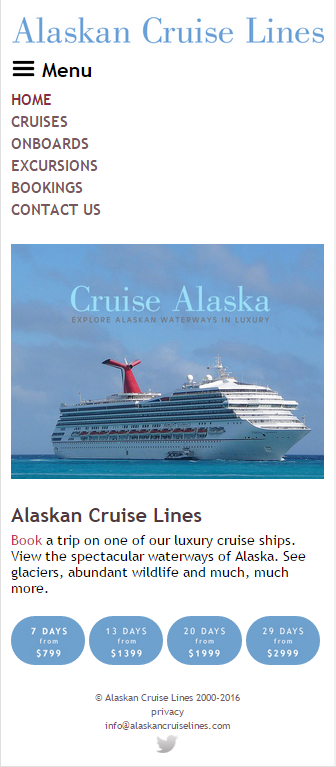 Alaskan Cruise Lines
Menu
HOME
CRUISES
ONBOARDS
EXCURSIONS
BOOKINGS
CONTACT US
Cruise Alaska
EXPLORE ALASKAN WATERWAYS IN LUXURY
Alaskan Cruise Lines
Book a trip on one of our luxury cruise ships.
View the spectacular waterways of Alaska. See
glaciers, abundant wildlife and much, much
more.
7 DAYS 13 DAYS 20 DAYS 29 DAYS
from from from from
$799 $1399 $1999 $2999
© Alaskan Cruise Lines 2000-2016
privacy
info@alaskancruiselines.com